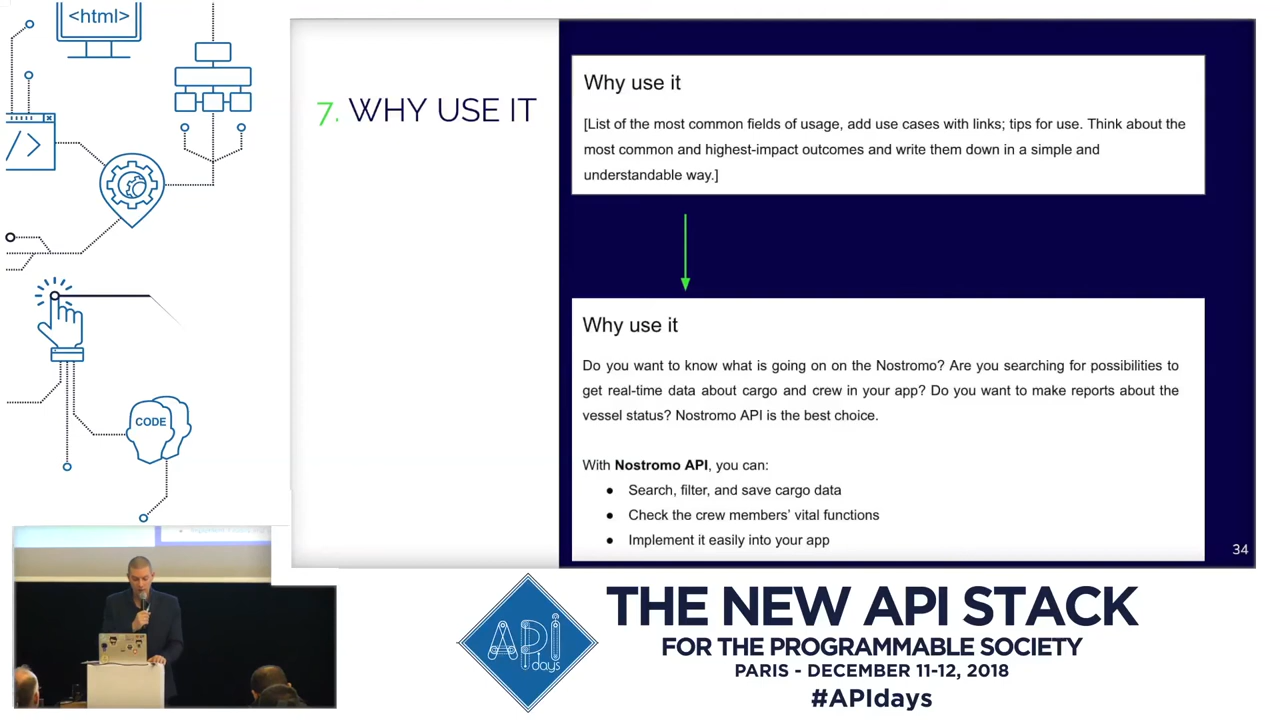 <html>
</>
CODE
7. WHY USE IT
Why use it
[List of the most common fields of usage, add use cases with links; tips for use. Think about the
most common and highest-impact outcomes and write them down in a simple and
understandable way.]
Why use it
Do you want to know what is going on on the Nostromo? Are you searching for possibilities to
get real-time data about cargo and crew in your app? Do you want to make reports about the
vessel status? Nostromo API is the best choice.
With Nostromo API, you can:
● Search, filter, and save cargo data
● Check the crew members’ vital functions
● Implement it easily into your app
34
API
days
THE NEW API STACK
FOR THE PROGRAMMABLE SOCIETY
PARIS - DECEMBER 11-12, 2018
#APIdays